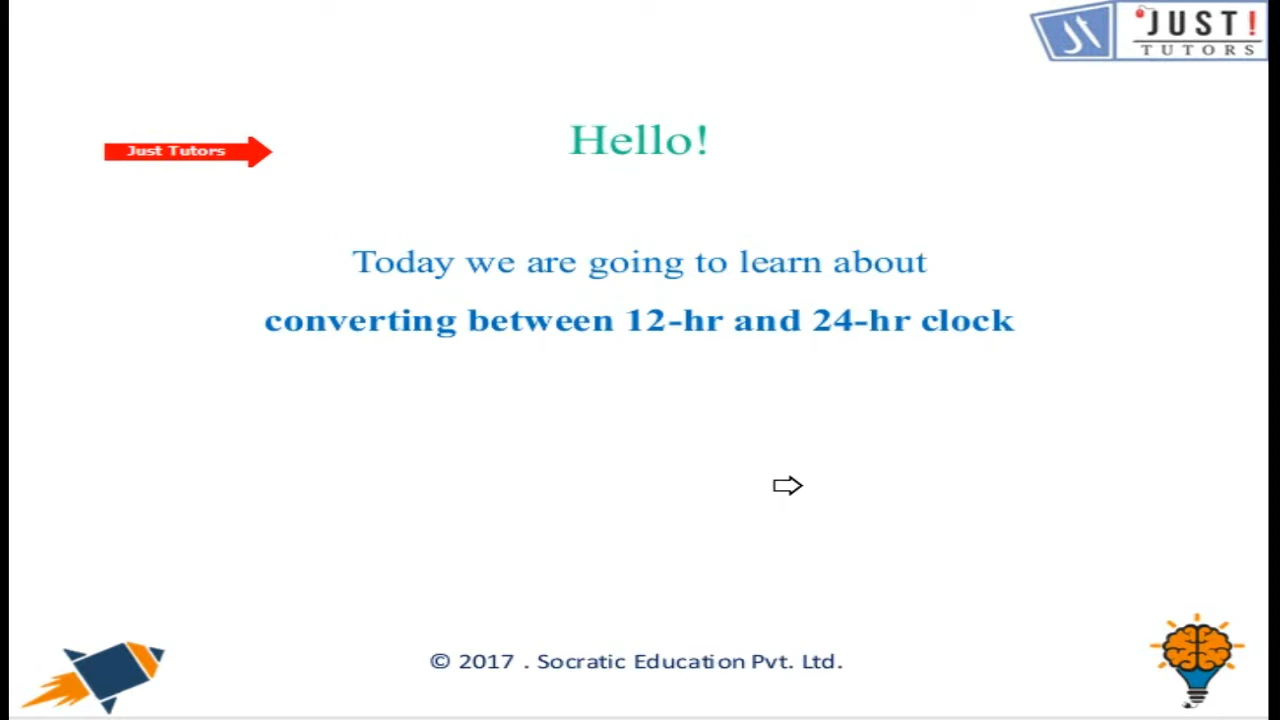 JUST!
TUTORS
Hello!
Just Tutors
Today we are going to learn about
converting between 12-hr and 24-hr clock
© 2017 . Socratic Education Pvt. Ltd.